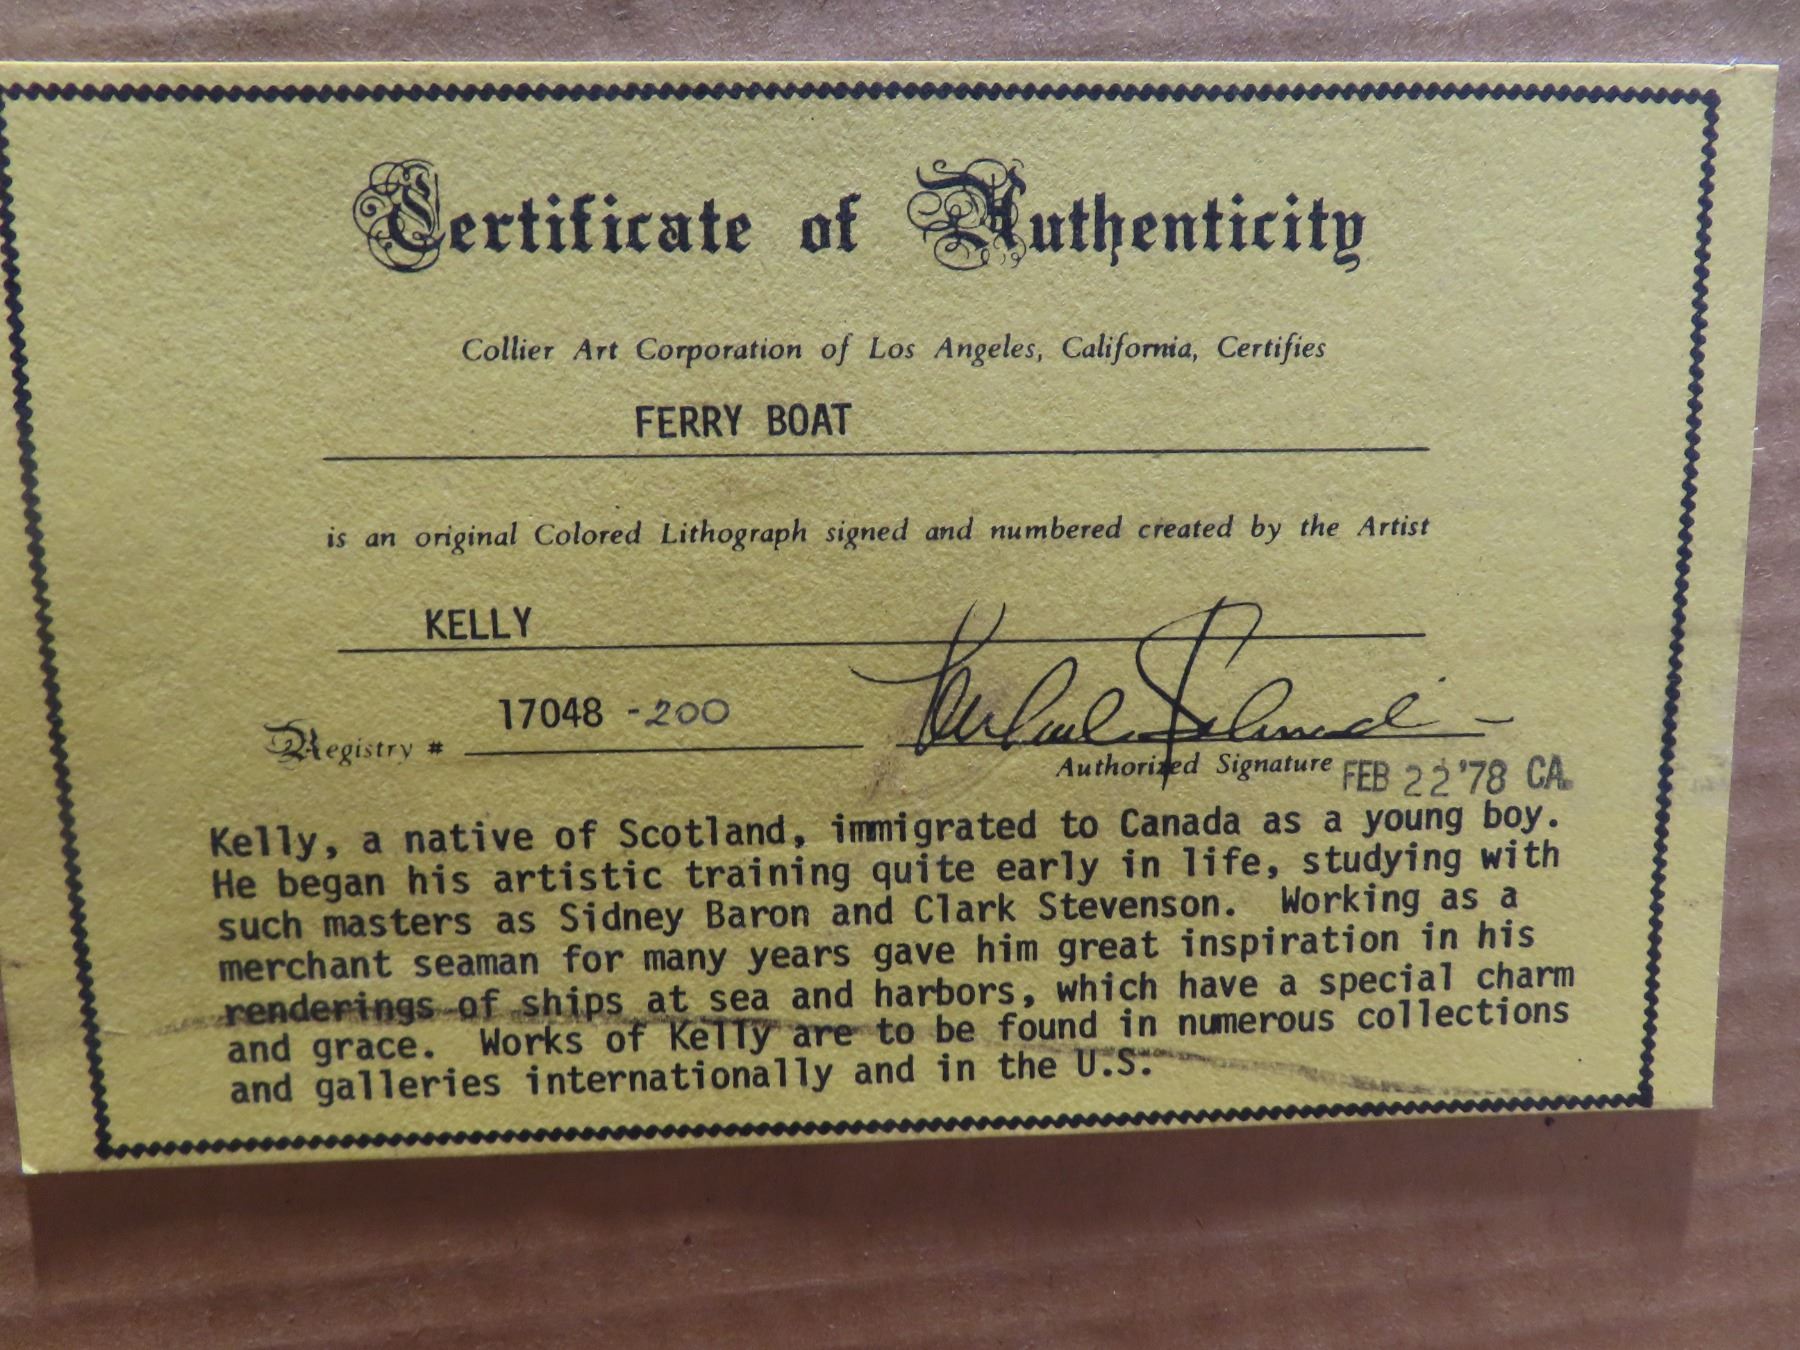 Certificate of Authenticity
Collier Art Corporation of Los Angeles, California, Certifies
FERRY BOAT
is an original Colored Lithograph signed and numbered created by the Artist
KELLY
Registry # 17048 -200
Authorized Signature FEB 22 '78 CA.
Kelly, a native of Scotland, immigrated to Canada as a young boy.
He began his artistic training quite early in life, studying with
such masters as Sidney Baron and Clark Stevenson. Working as a
merchant seaman for many years gave him great inspiration in his
renderings of ships at sea and harbors, which have a special charm
and grace. Works of Kelly are to be found in numerous collections
and galleries internationally and in the U.S.